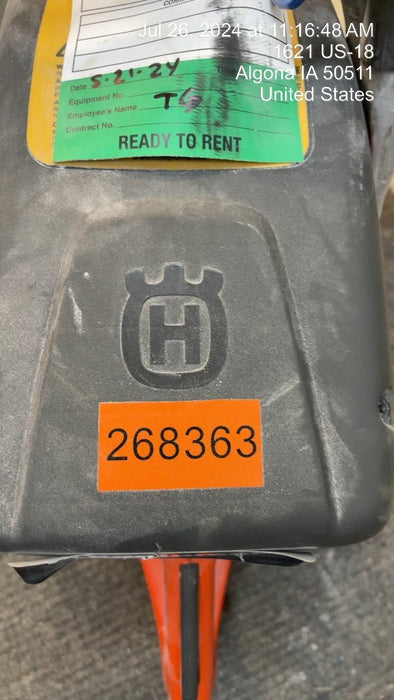 Jul 26, 2024 at 11:16:48 AM
1621 US-18
Algona IA 50511
United States
Date 5-21-24
Equipment No.
Employee's Name TG
Contract No.
READY TO RENT
H
268363